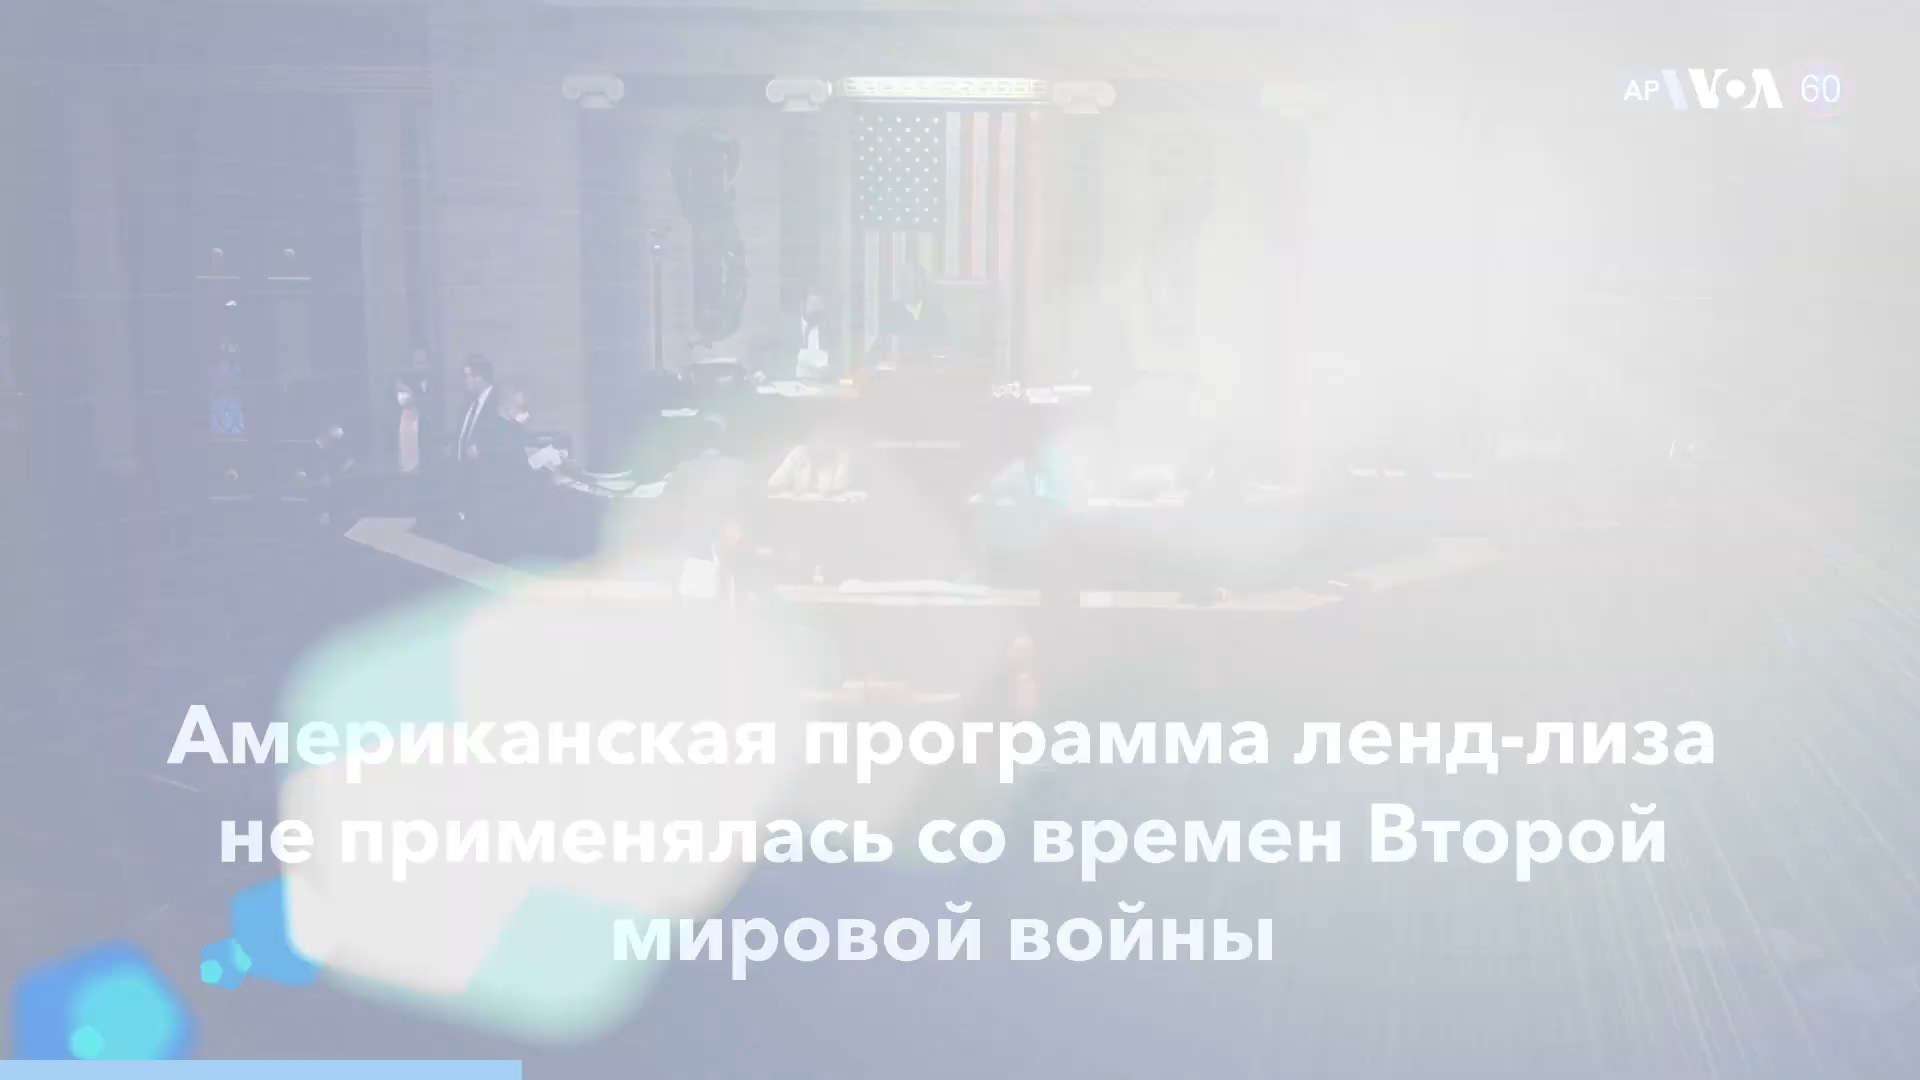 AP VOA 60
Американская программа ленд-лиза
не применялась со времен Второй
мировой войны